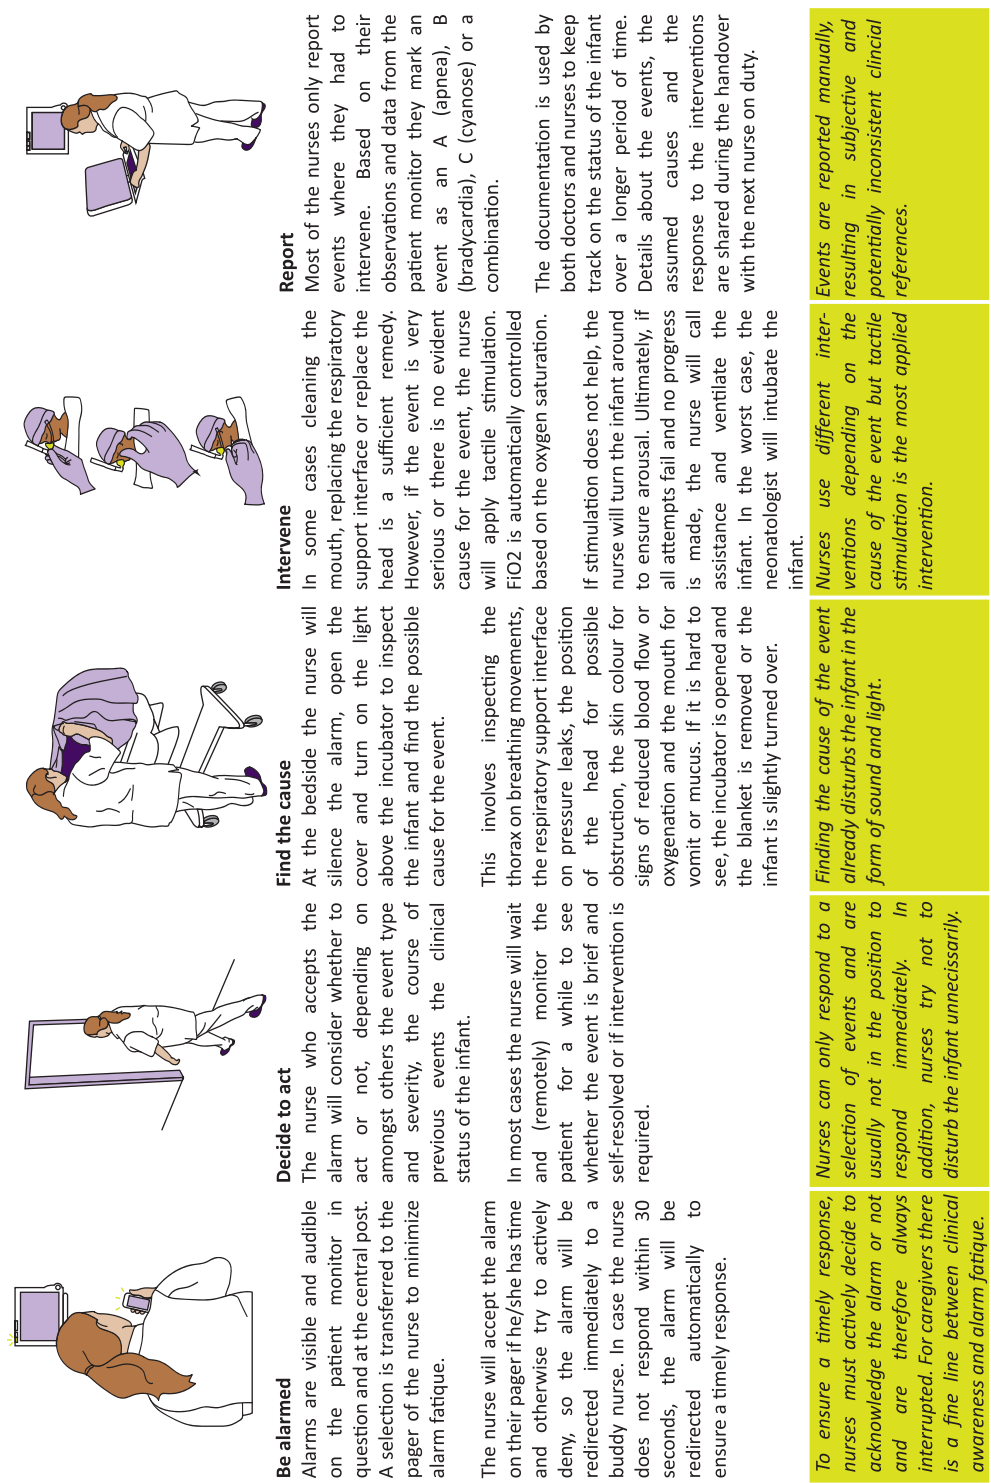 Be alarmed
Alarms are visible and audible
on the patient monitor in
question and at the central post.
A selection is transferred to the
pager of the nurse to minimize
alarm fatique.
The nurse will accept the alarm
on their pager if he/she has time
and otherwise try to actively
deny, so the alarm will be
redirected immediately to a
buddy nurse. In case the nurse
does not respond within 30
seconds, the alarm will be
redirected automatically to
ensure a timely response.
To ensure a timely response,
nurses must actively decide to
acknowledge the alarm or not
and are therefore always
interrupted. For caregivers there
is a fine line between clinical
awareness and alarm fatigue.
Decide to act
The nurse who accepts the
alarm will consider whether to
act or not, depending on
amongst others the event type
and severity, the course of
previous events the clinical
status of the infant.
In most cases the nurse will wait
and (remotely) monitor the
patient for a while to see
whether the event is brief and
self-resolved or if intervention is
required.
Nurses can only respond to a
selection of events and are
usually not in the position to
respond immediately. In
addition, nurses try not to
disturb the infant unnecissarily.
Find the cause
At the bedside the nurse will
silence the alarm, open the
cover and turn on the light
above the incubator to inspect
the infant and find the possible
cause for the event.
This involves inspecting the
thorax on breathing movements,
the respiratory support interface
on pressure leaks, the position
of the head for possible
obstruction, the skin colour for
signs of reduced blood flow or
oxygenation and the mouth for
vomit or mucus. If it is hard to
see, the incubator is opened and
the blanket is removed or the
infant is slightly turned over.
Finding the cause of the event
already disturbs the infant in the
form of sound and light.
Intervene
In some cases cleaning the
mouth, replacing the respiratory
support interface or replace the
head is a sufficient remedy.
However, if the event is very
serious or there is no evident
cause for the event, the nurse
will apply tactile stimulation.
FiO2 is automatically controlled
based on the oxygen saturation.
If stimulation does not help, the
nurse will turn the infant around
to ensure arousal. Ultimately, if
all attempts fail and no progress
is made, the nurse will call
assistance and ventilate the
infant. In the worst case, the
neonatologist will intubate the
infant.
Nurses use different inter-
ventions depending on the
cause of the event but tactile
stimulation is the most applied
intervention.
Report
Most of the nurses only report
events where they had to
intervene. Based on their
observations and data from the
patient monitor they mark an
event as an A (apnea), B
(bradycardia), C (cyanose) or a
combination.
The documentation is used by
both doctors and nurses to keep
track on the status of the infant
over a longer period of time.
Details about the events, the
assumed causes and the
response to the interventions
are shared during the handover
with the next nurse on duty.
Events are reported manually,
resulting in subjective and
potentially inconsistent clincial
references.